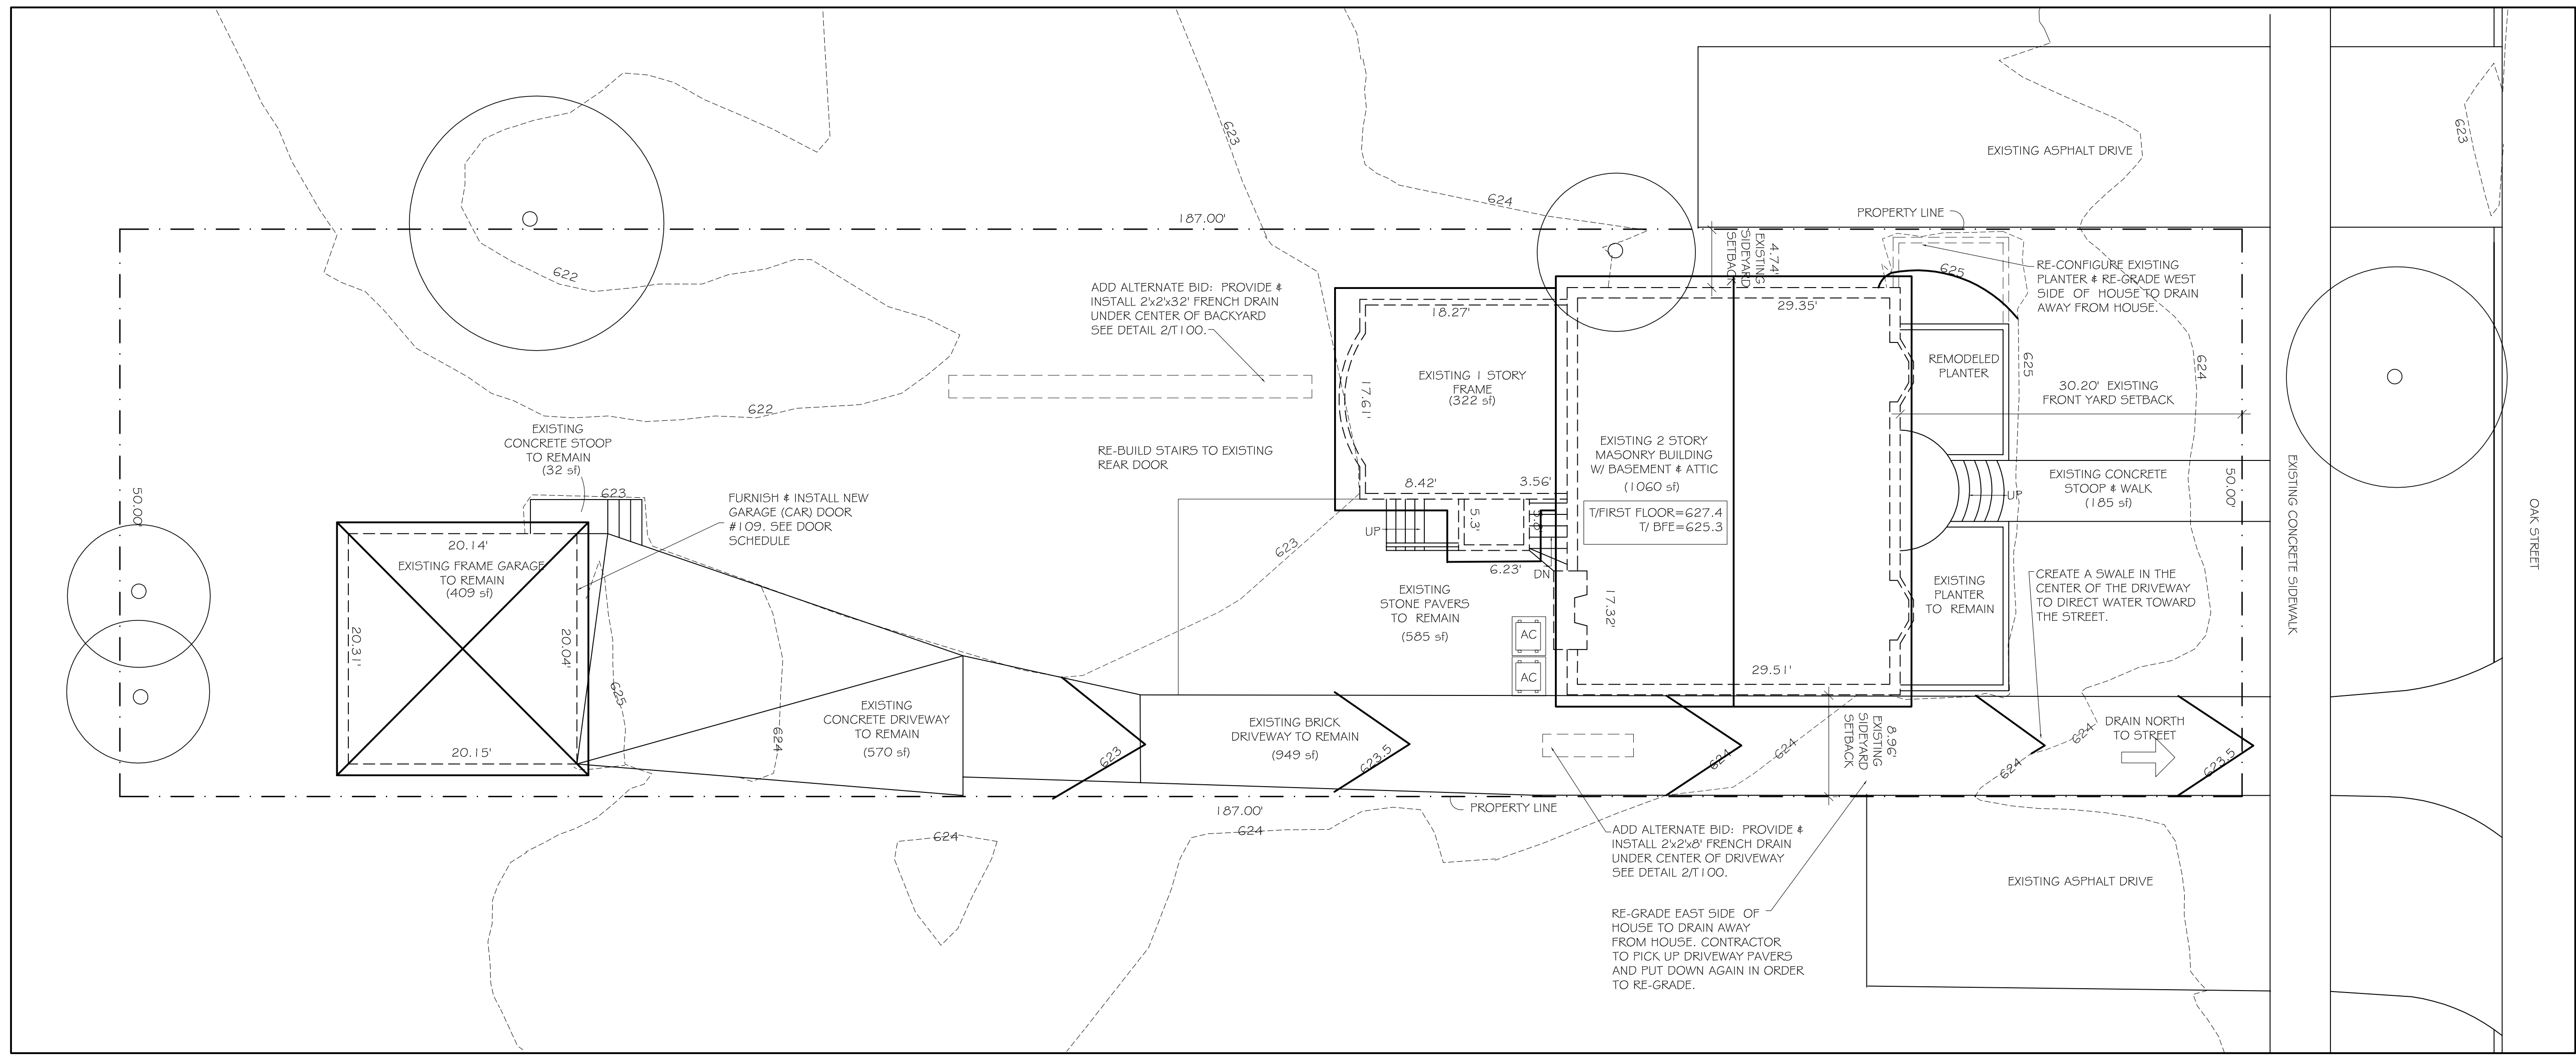 623
624
EXISTING ASPHALT DRIVE
623
187.00'
PROPERTY LINE
622
ADD ALTERNATE BID: PROVIDE &
INSTALL 2'x2'x32' FRENCH DRAIN
UNDER CENTER OF BACKYARD
SEE DETAIL 2/T100.
4.74'
EXISTING
SIDEYARD
SETBACK
625
RE-CONFIGURE EXISTING
PLANTER & RE-GRADE WEST
SIDE OF HOUSE TO DRAIN
AWAY FROM HOUSE.
18.27'
29.35'
622
EXISTING 1 STORY
FRAME
(322 sf)
17.61'
REMODELED
PLANTER
625
624
30.20' EXISTING
FRONT YARD SETBACK
EXISTING
CONCRETE STOOP
TO REMAIN
(32 sf)
RE-BUILD STAIRS TO EXISTING
REAR DOOR
EXISTING 2 STORY
MASONRY BUILDING
W/ BASEMENT & ATTIC
(1060 sf)
T/FIRST FLOOR=627.4
T/ BFE=625.3
EXISTING CONCRETE
STOOP & WALK
(185 sf)
UP
50.00'
EXISTING CONCRETE SIDEWALK
OAK STREET
50.00'
623
FURNISH & INSTALL NEW
GARAGE (CAR) DOOR
#109. SEE DOOR
SCHEDULE
8.42'
3.56'
UP
5.3'
6.23'
DN
623
20.14'
EXISTING FRAME GARAGE
TO REMAIN
(409 sf)
20.31'
20.04'
20.15'
EXISTING
STONE PAVERS
TO REMAIN
(585 sf)
AC
AC
17.32'
29.51'
EXISTING
PLANTER
TO REMAIN
CREATE A SWALE IN THE
CENTER OF THE DRIVEWAY
TO DIRECT WATER TOWARD
THE STREET.
625
624
EXISTING
CONCRETE DRIVEWAY
TO REMAIN
(570 sf)
623
EXISTING BRICK
DRIVEWAY TO REMAIN
(949 sf)
623.5
624
624
8.96'
EXISTING
SIDEYARD
SETBACK
624
624
DRAIN NORTH
TO STREET
623.5
187.00'
PROPERTY LINE
624
624
ADD ALTERNATE BID: PROVIDE &
INSTALL 2'x2'x8' FRENCH DRAIN
UNDER CENTER OF DRIVEWAY
SEE DETAIL 2/T100.
EXISTING ASPHALT DRIVE
RE-GRADE EAST SIDE OF
HOUSE TO DRAIN AWAY
FROM HOUSE. CONTRACTOR
TO PICK UP DRIVEWAY PAVERS
AND PUT DOWN AGAIN IN ORDER
TO RE-GRADE.